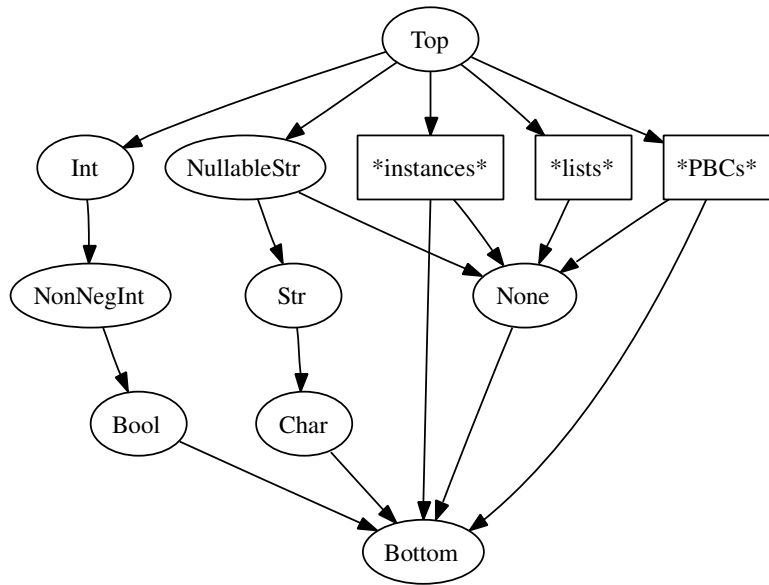 Top
Int
NullableStr
*instances*
*lists*
*PBCs*
NonNegInt
Str
None
Bool
Char
Bottom